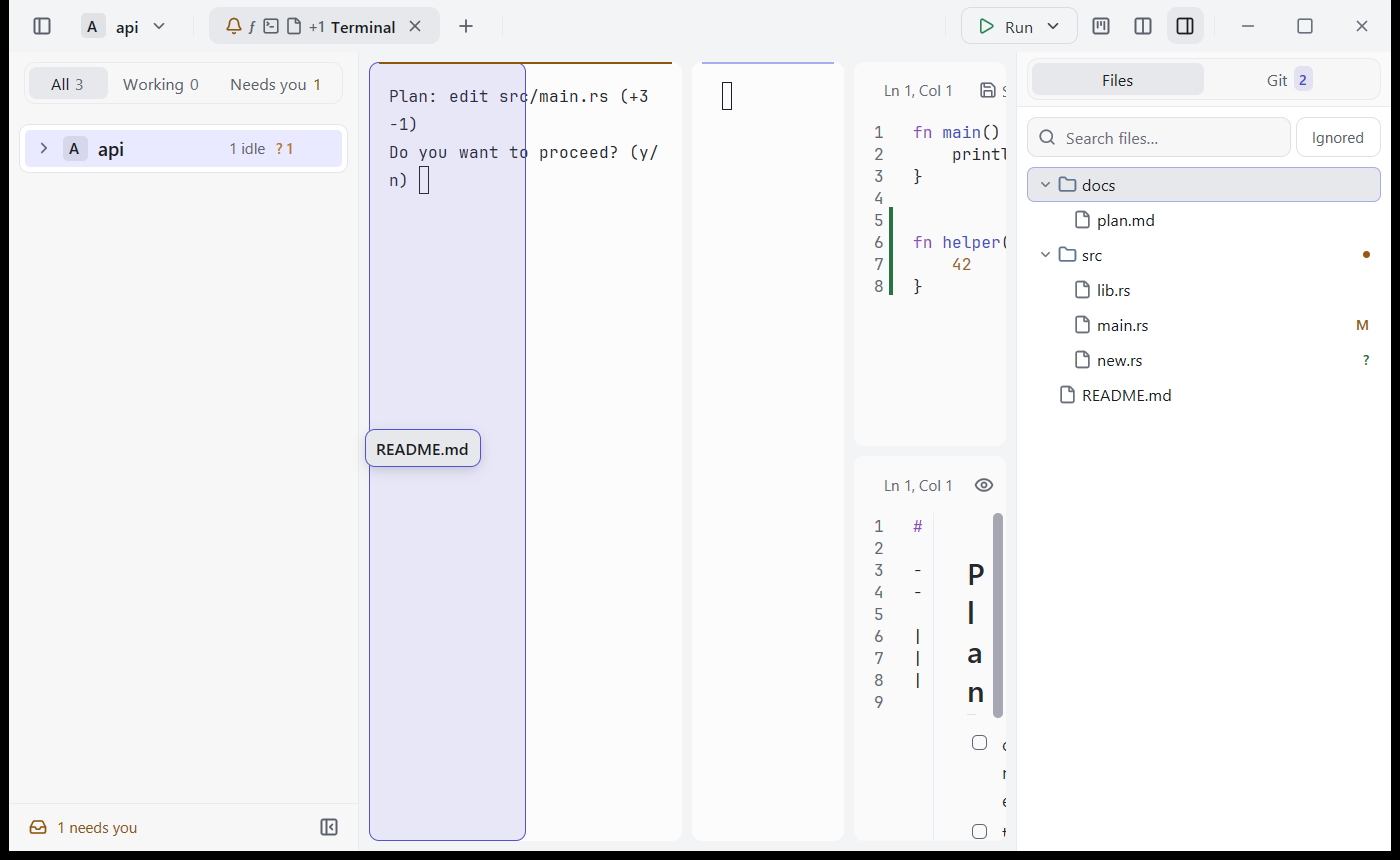 A api
ƒ +1 Terminal
Run
All 3 Working 0 Needs you 1
A api 1 idle ? 1
1 needs you
Plan: edit src/main.rs (+3
-1)
Do you want to proceed? (y/
n)
README.md
Ln 1, Col 1
1 fn main()
2 printl
3 }
4
5
6 fn helper(
7 42
8 }
Ln 1, Col 1
1 #
2
3 -
4 -
5
6 |
7 |
8 |
9
P
l
a
n
Files Git 2
Search files... Ignored
docs
plan.md
src
lib.rs
main.rs M
new.rs ?
README.md